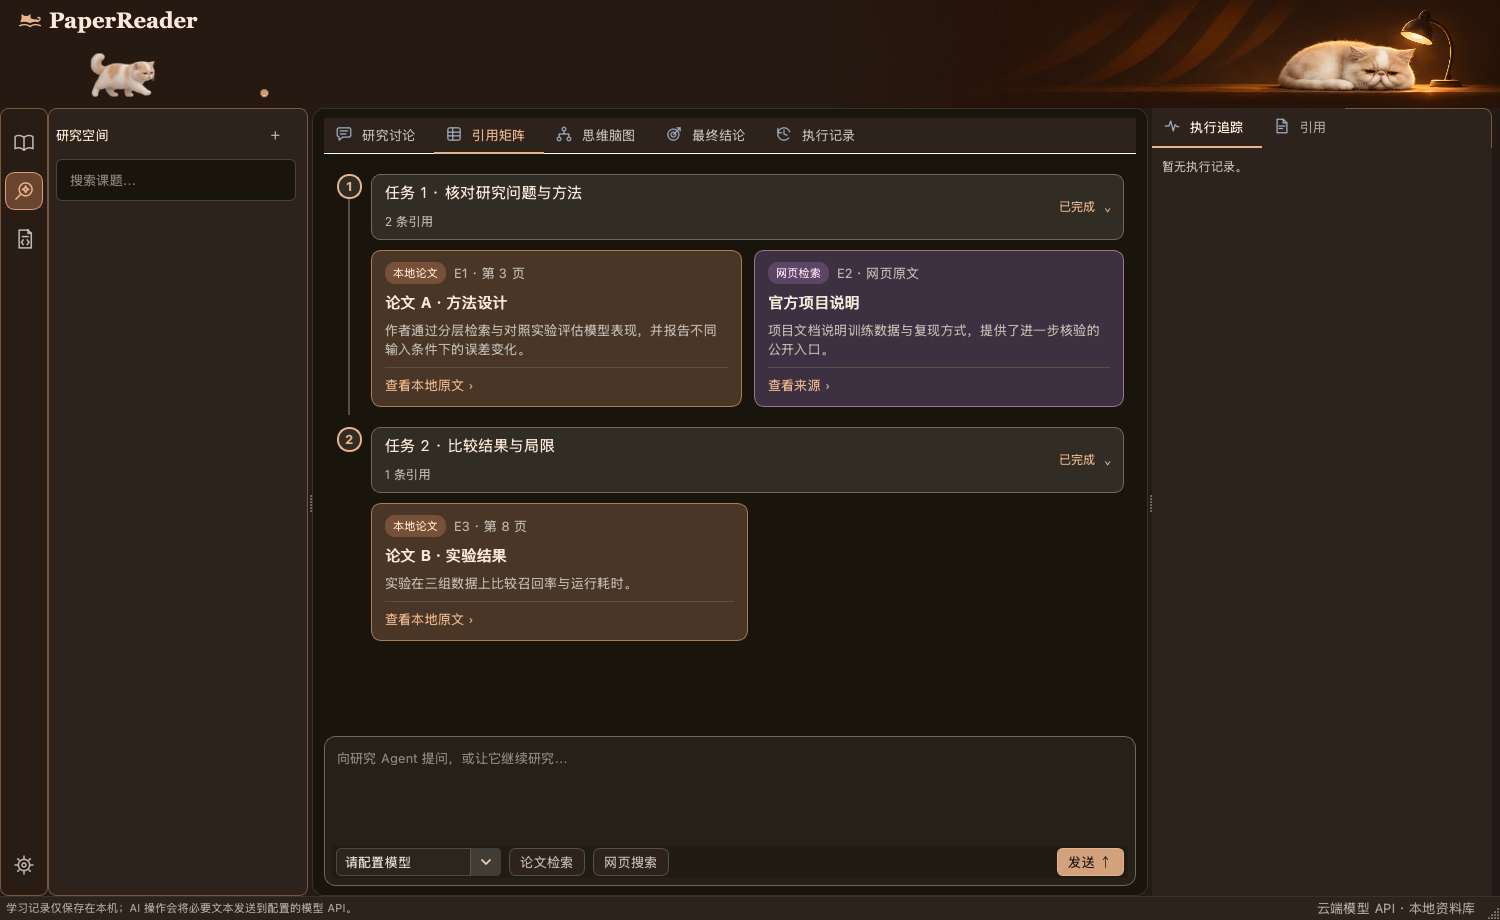 PaperReader
研究空间 +
搜索课题...
研究讨论 引用矩阵 思维脑图 最终结论 执行记录
1
任务 1 · 核对研究问题与方法
2 条引用
已完成
本地论文 E1 · 第 3 页
论文 A · 方法设计
作者通过分层检索与对照实验评估模型表现，并报告不同
输入条件下的误差变化。
查看本地原文 ›
网页检索 E2 · 网页原文
官方项目说明
项目文档说明训练数据与复现方式，提供了进一步核验的
公开入口。
查看来源 ›
2
任务 2 · 比较结果与局限
1 条引用
已完成
本地论文 E3 · 第 8 页
论文 B · 实验结果
实验在三组数据上比较召回率与运行耗时。
查看本地原文 ›
向研究 Agent 提问，或让它继续研究...
请配置模型 论文检索 网页搜索 发送 ↑
执行追踪 引用
暂无执行记录。
学习记录仅保存在本机；AI 操作会将必要文本发送到配置的模型 API。
云端模型 API · 本地资料库